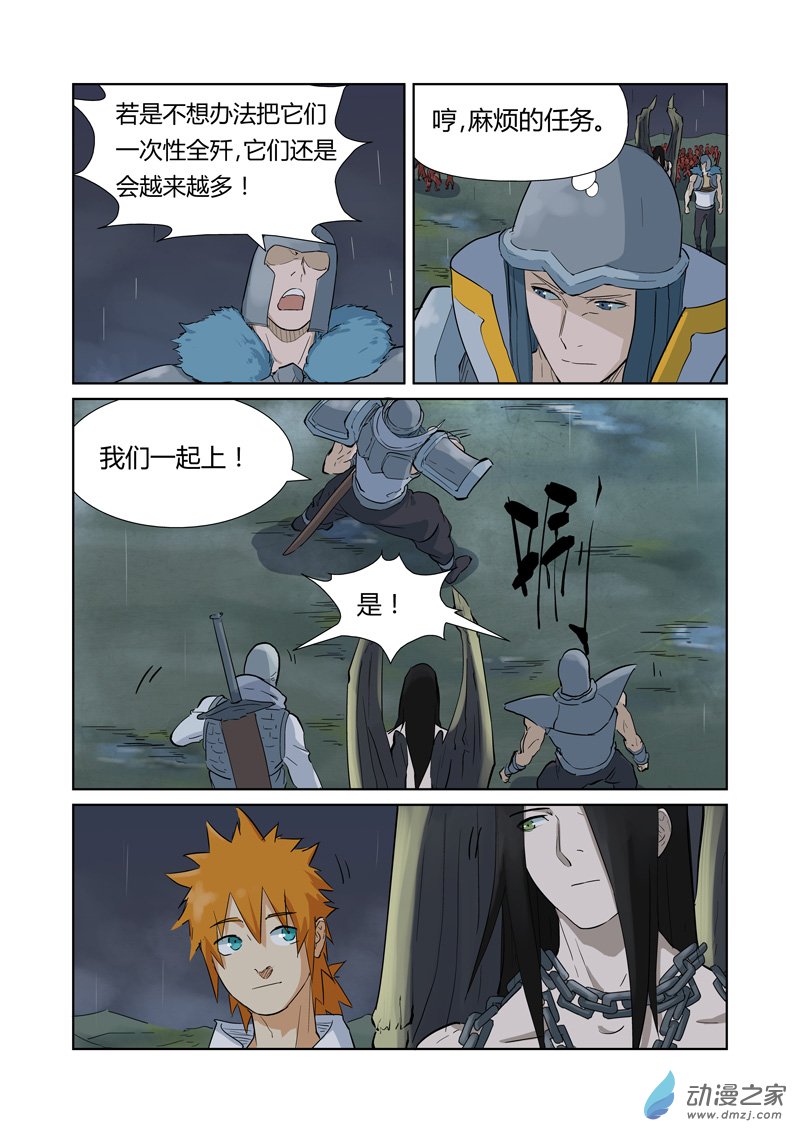 若是不想办法把它们
一次性全歼，它们还是
会越来越多！
哼，麻烦的任务。
我们一起上！
是！
唰
动漫之家
www.dmzj.com